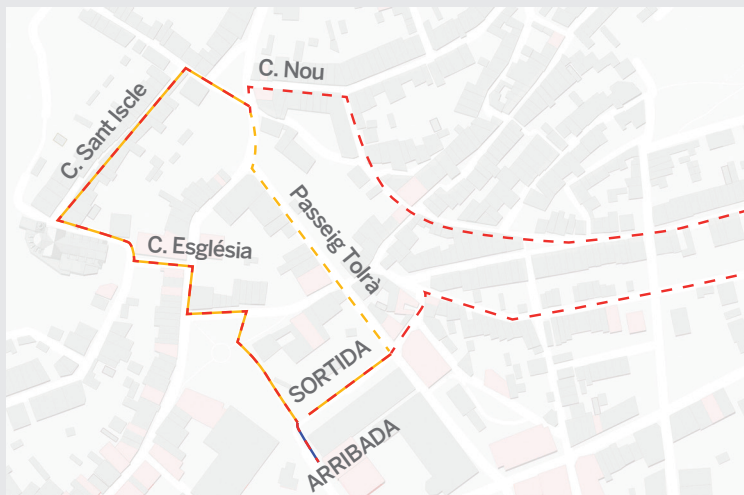 C. Nou
C. Sant Iscle
Passeig Tolrà
C. Església
SORTIDA
ARRIBADA